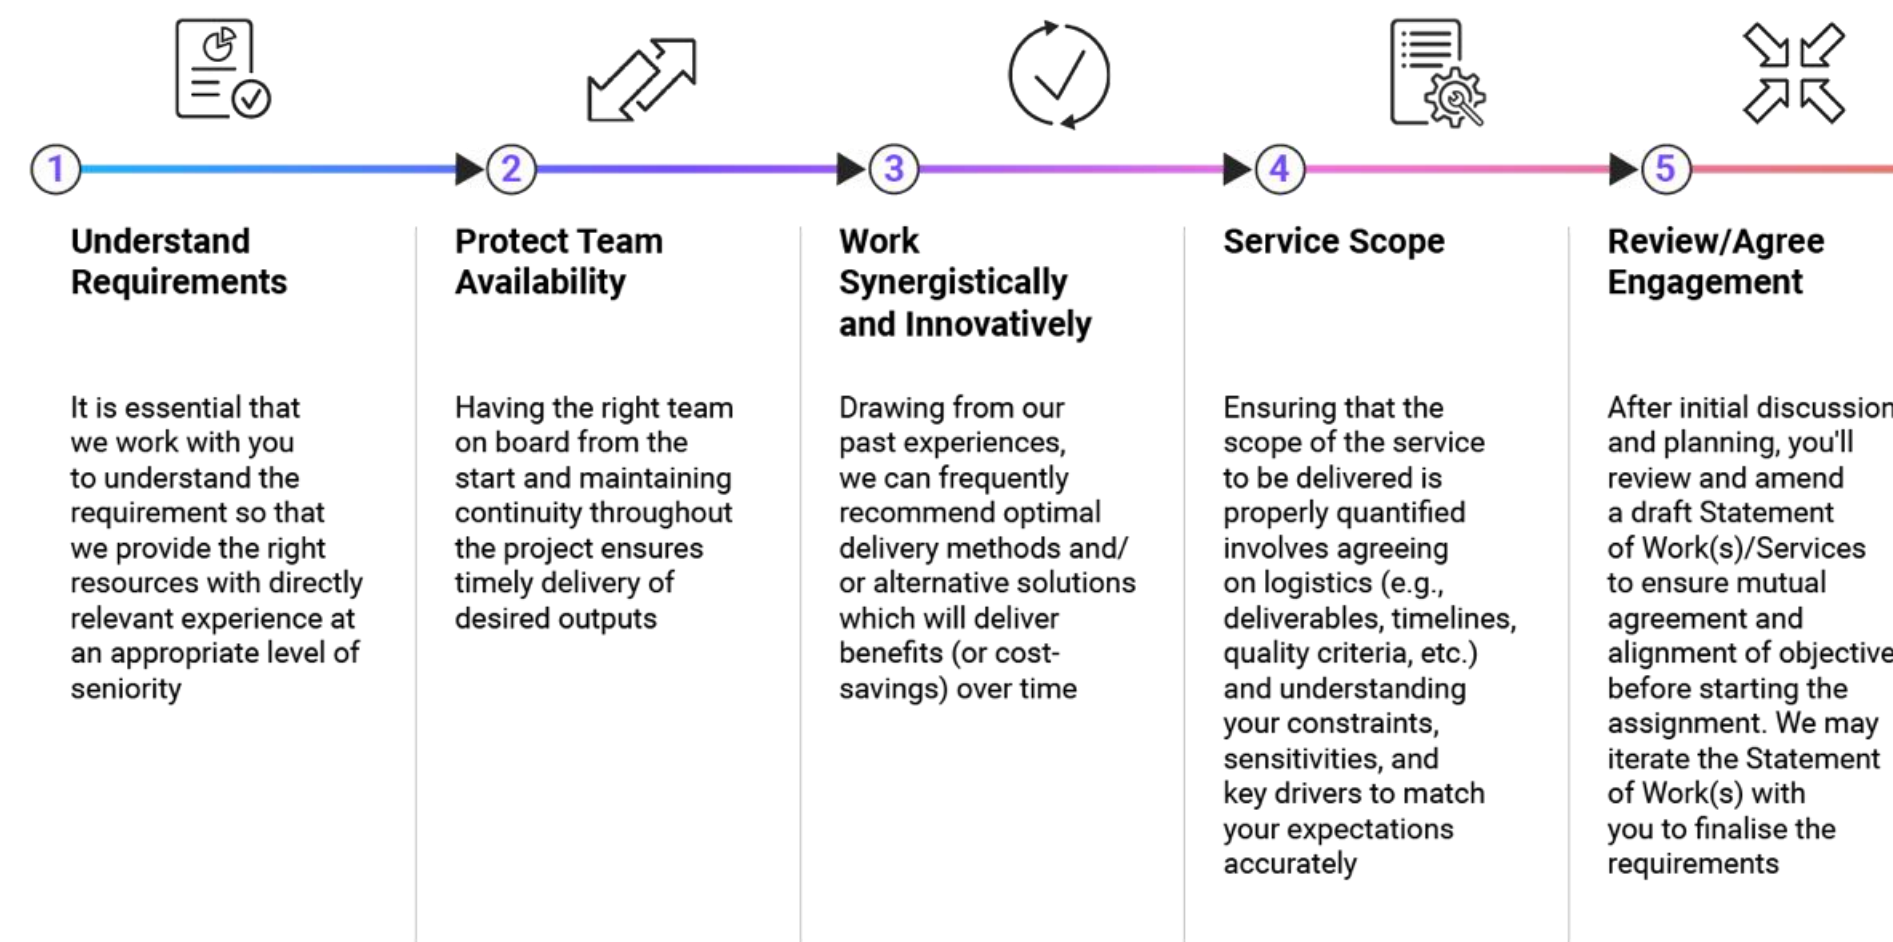 1
2
3
4
5
Understand
Requirements
It is essential that
we work with you
to understand the
requirement so that
we provide the right
resources with directly
relevant experience at
an appropriate level of
seniority
Protect Team
Availability
Having the right team
on board from the
start and maintaining
continuity throughout
the project ensures
timely delivery of
desired outputs
Work
Synergistically
and Innovatively
Drawing from our
past experiences,
we can frequently
recommend optimal
delivery methods and/
or alternative solutions
which will deliver
benefits (or cost-
savings) over time
Service Scope
Ensuring that the
scope of the service
to be delivered is
properly quantified
involves agreeing
on logistics (e.g.,
deliverables, timelines,
quality criteria, etc.)
and understanding
your constraints,
sensitivities, and
key drivers to match
your expectations
accurately
Review/Agree
Engagement
After initial discussion
and planning, you'll
review and amend
a draft Statement
of Work(s)/Services
to ensure mutual
agreement and
alignment of objective
before starting the
assignment. We may
iterate the Statement
of Work(s) with
you to finalise the
requirements